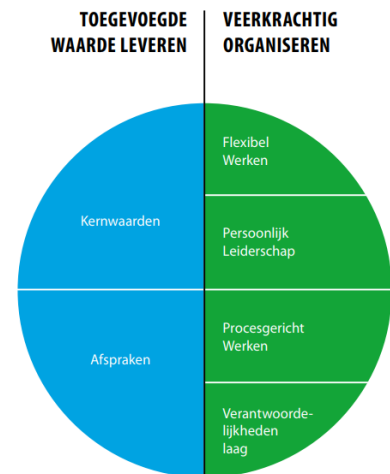 TOEGEVOEGDE
WAARDE LEVEREN
VEERKRACHTIG
ORGANISEREN
Kernwaarden
Afspraken
Flexibel
Werken
Persoonlijk
Leiderschap
Procesgericht
Werken
Verantwoorde-
lijkheden
laag